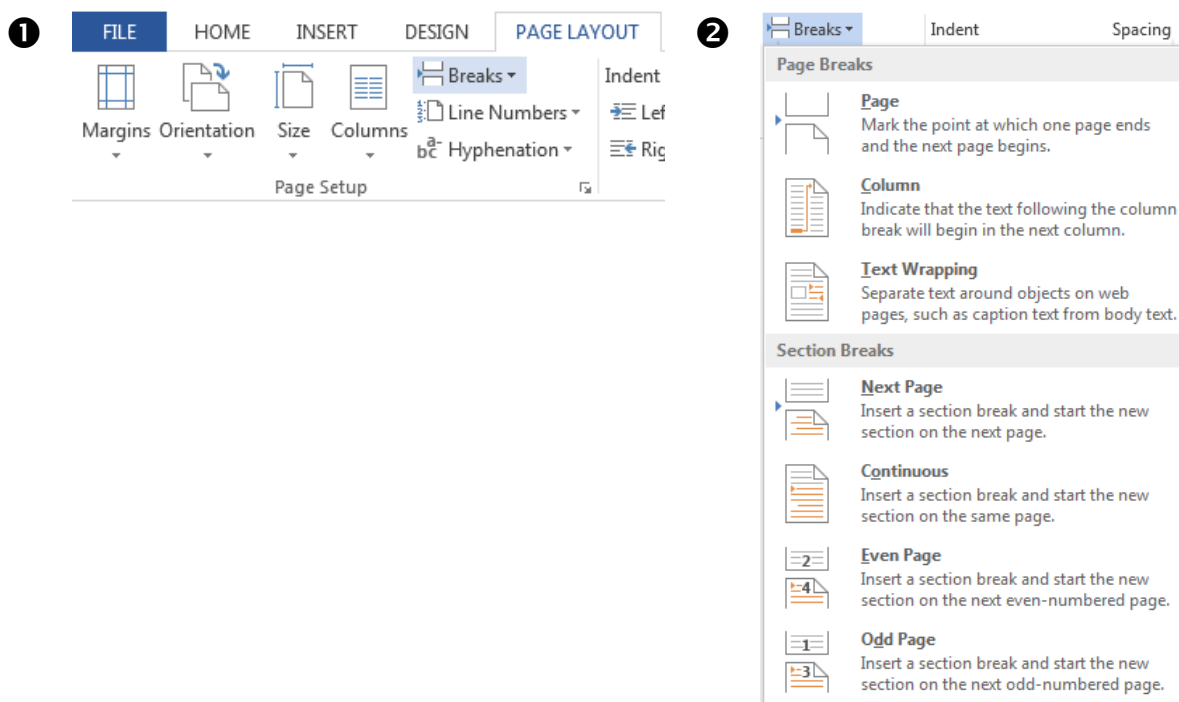 ❶
FILE HOME INSERT DESIGN PAGE LAYOUT
Breaks
Indent
Line Numbers
Lef
Margins Orientation Size Columns
Hyphenation
Rig
Page Setup
❷
Breaks Indent Spacing
Page Breaks
Page
Mark the point at which one page ends
and the next page begins.
Column
Indicate that the text following the column
break will begin in the next column.
Text Wrapping
Separate text around objects on web
pages, such as caption text from body text.
Section Breaks
Next Page
Insert a section break and start the new
section on the next page.
Continuous
Insert a section break and start the new
section on the same page.
2
4
Even Page
Insert a section break and start the new
section on the next even-numbered page.
1
3
Odd Page
Insert a section break and start the new
section on the next odd-numbered page.